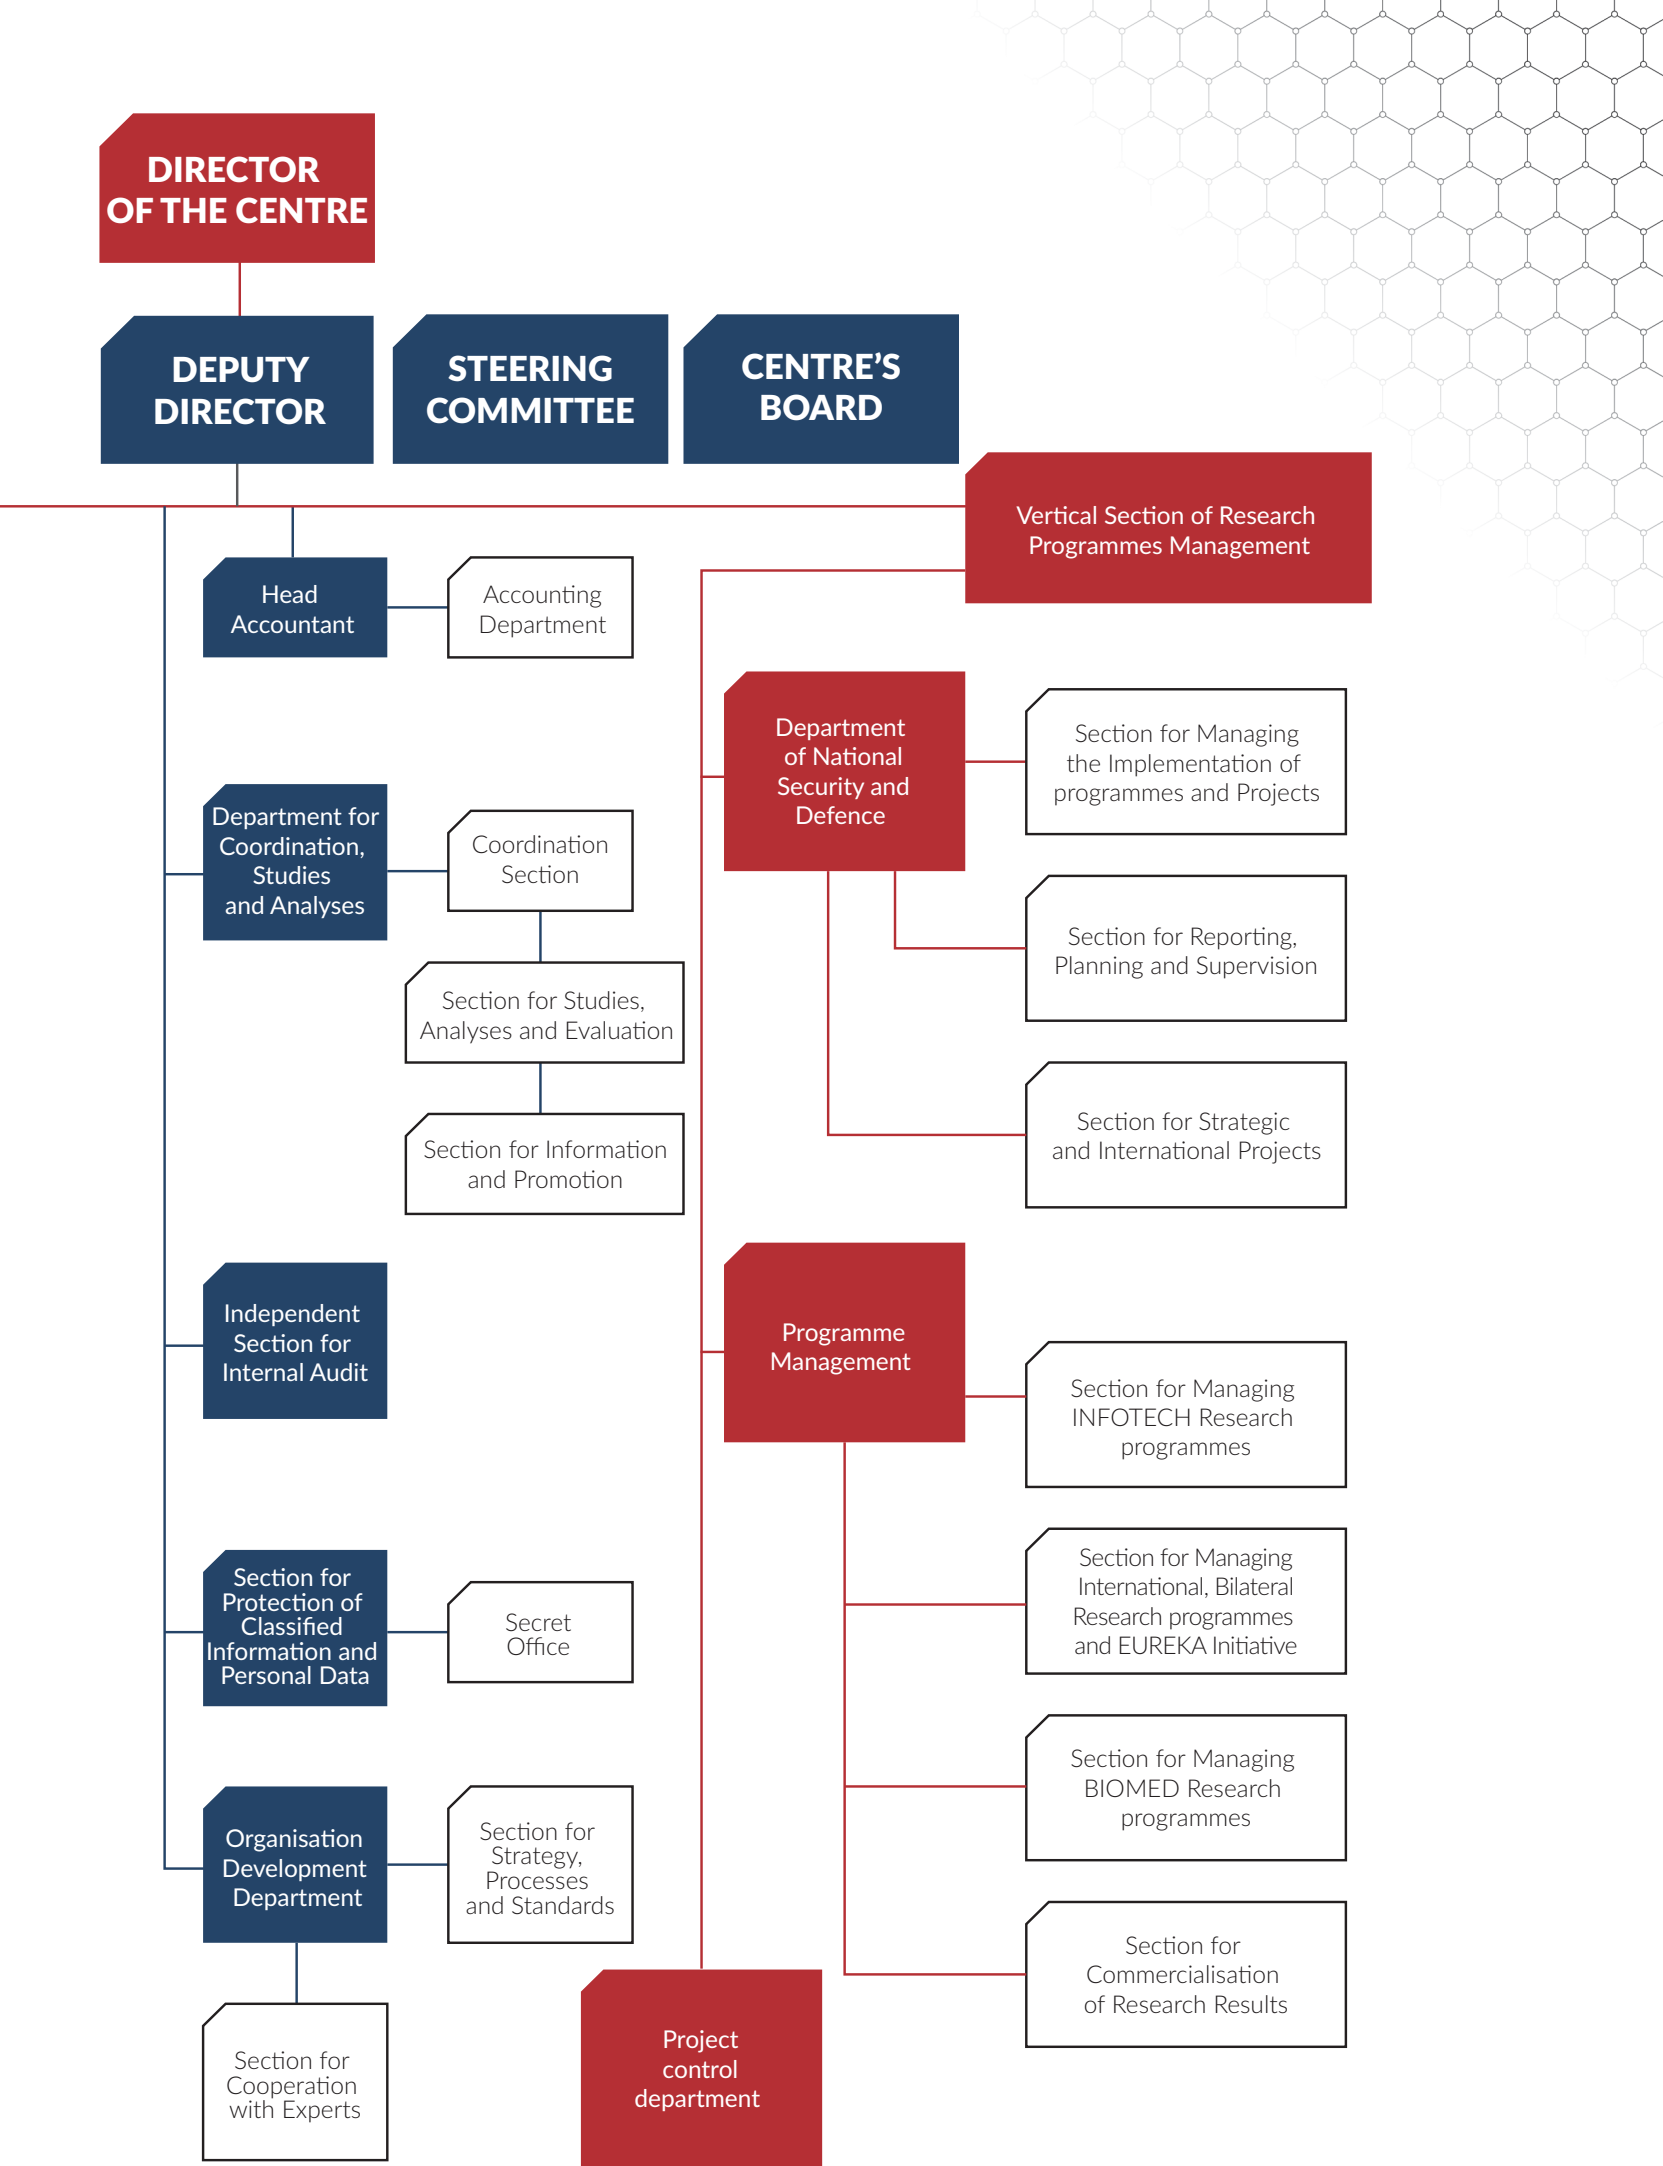 DIRECTOR
OF THE CENTRE
DEPUTY
DIRECTOR
STEERING
COMMITTEE
CENTRE’S
BOARD
Vertical Section of Research
Programmes Management
Head
Accountant
Accounting
Department
Department for
Coordination,
Studies
and Analyses
Coordination
Section
Section for Studies,
Analyses and Evaluation
Section for Information
and Promotion
Independent
Section for
Internal Audit
Section for
Protection of
Classified
Information and
Personal Data
Secret
Office
Organisation
Development
Department
Section for
Strategy,
Processes
and Standards
Section for
Cooperation
with Experts
Department
of National
Security and
Defence
Section for Managing
the Implementation of
programmes and Projects
Section for Reporting,
Planning and Supervision
Section for Strategic
and International Projects
Programme
Management
Section for Managing
INFOTECH Research
programmes
Section for Managing
International, Bilateral
Research programmes
and EUREKA Initiative
Section for Managing
BIOMED Research
programmes
Section for
Commercialisation
of Research Results
Project
control
department